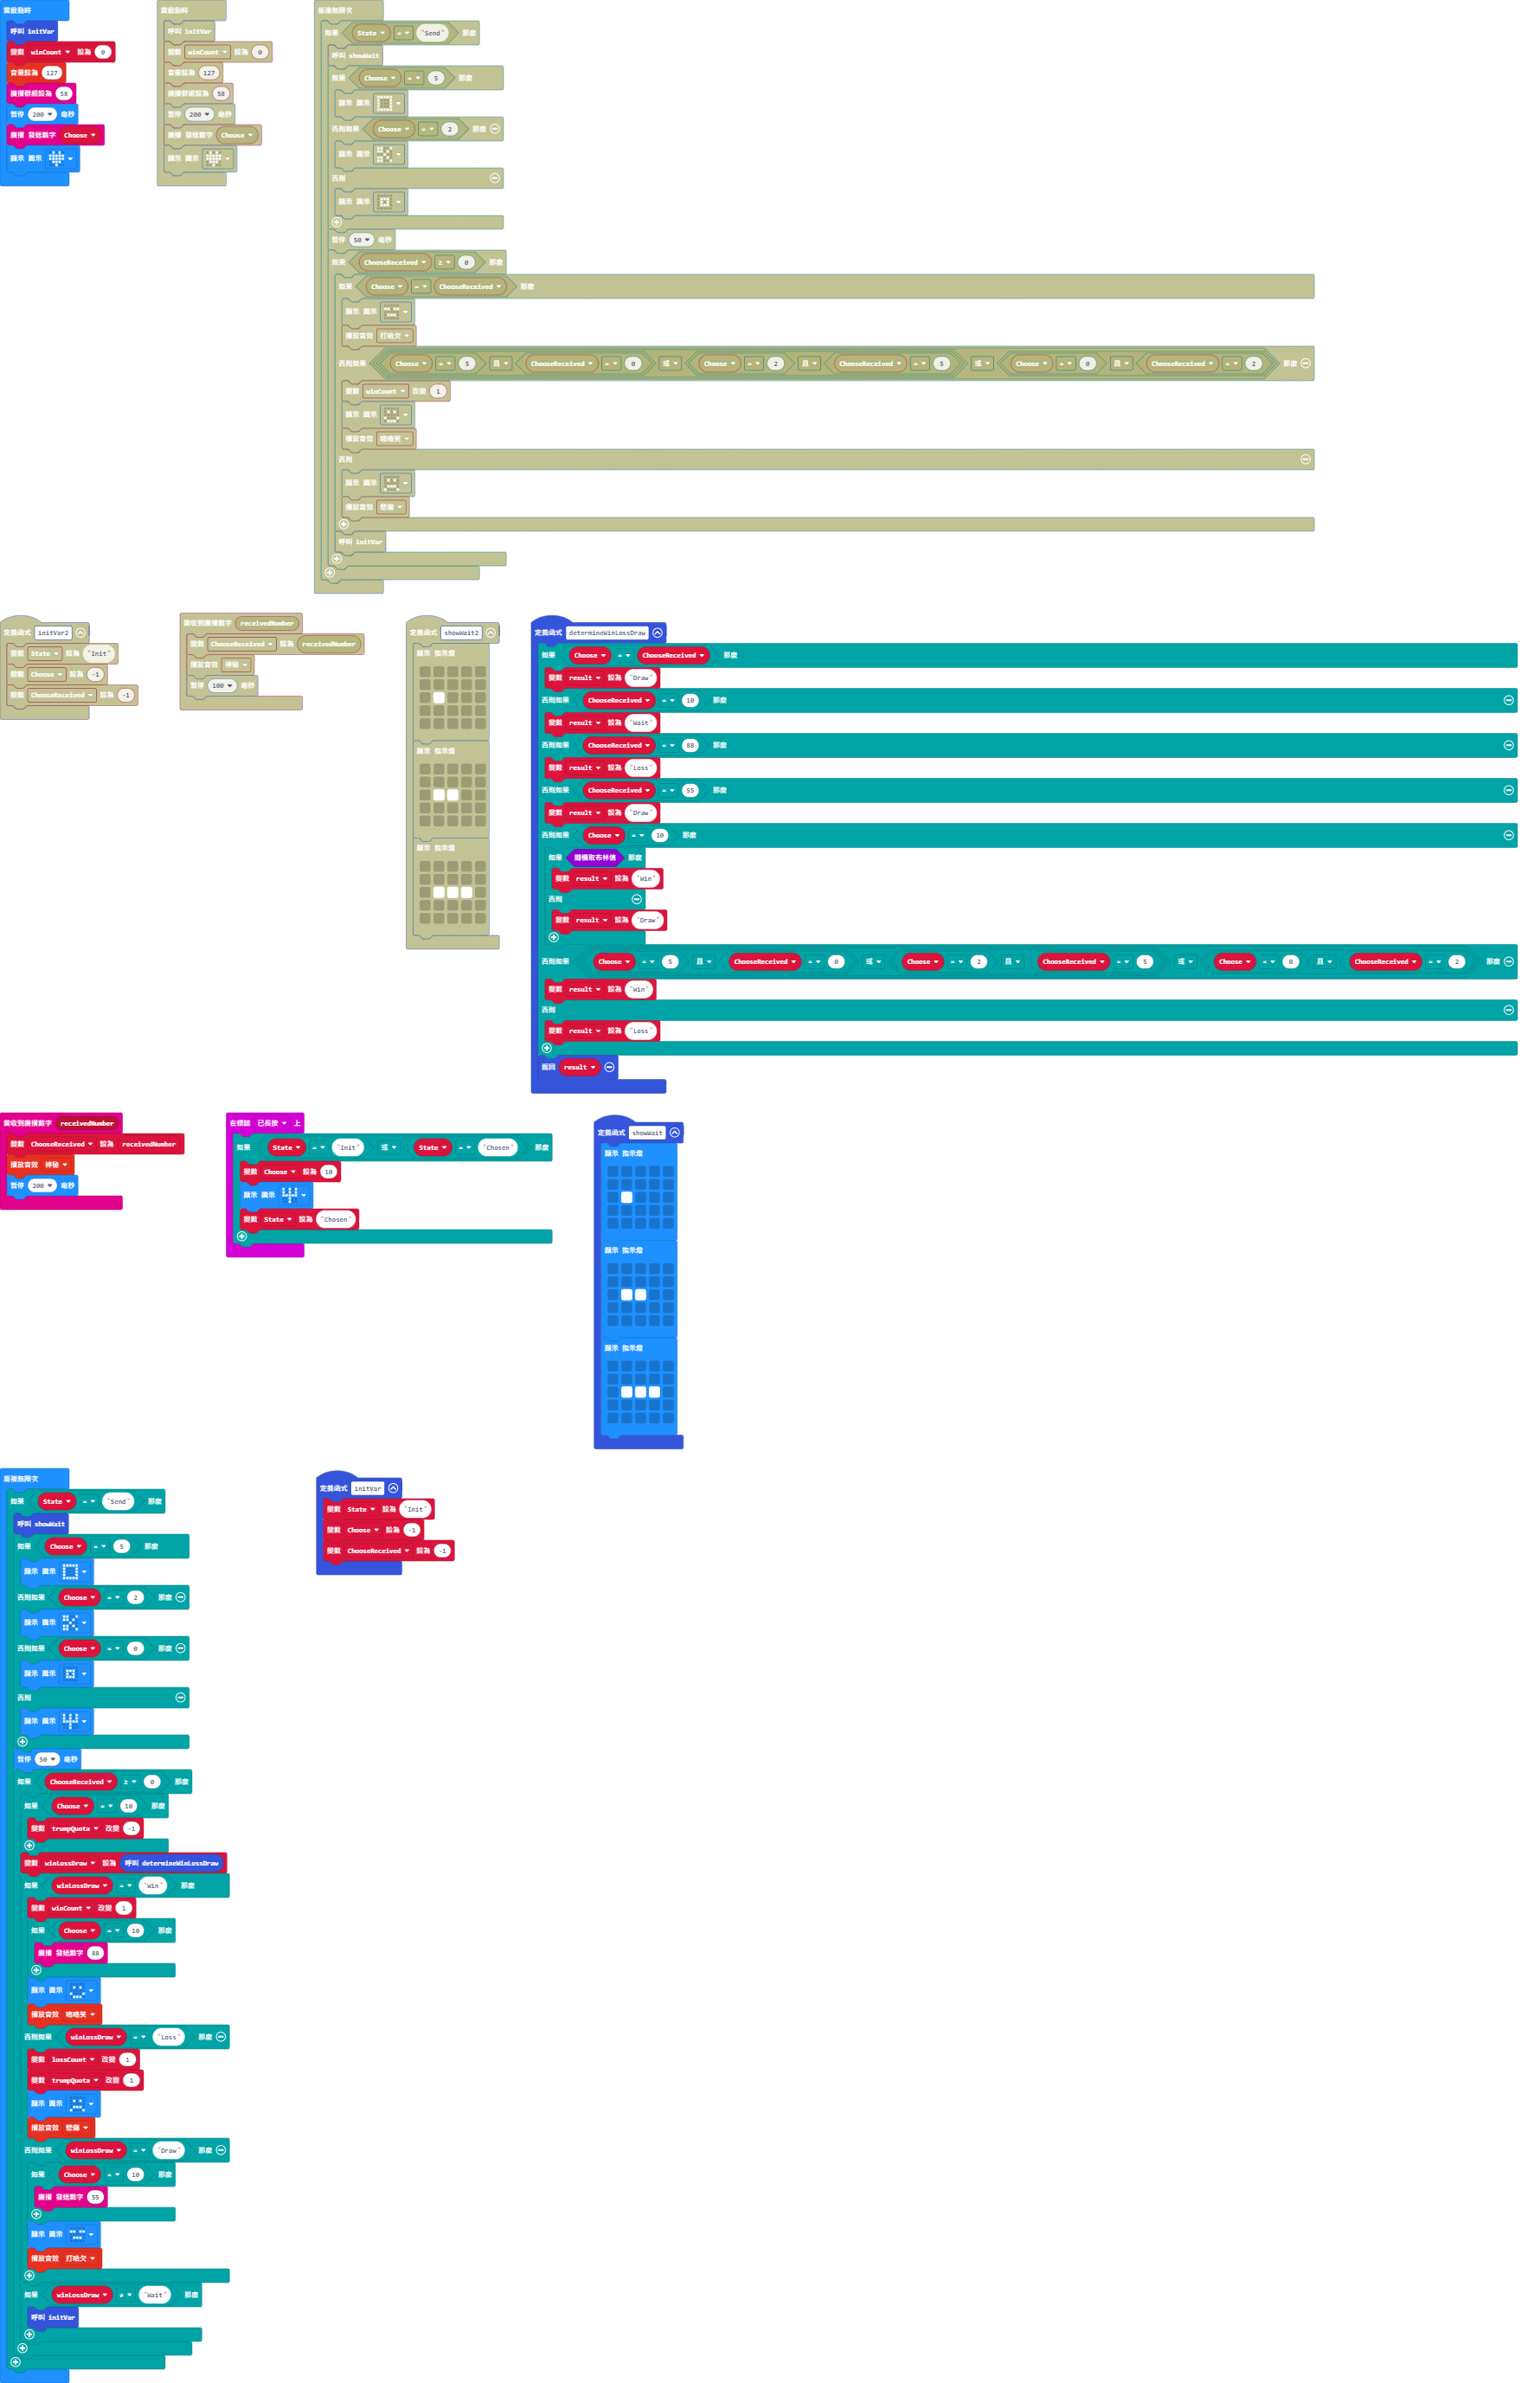 當啟動時
呼叫 initVar
變數 winCount 設為 0
音量設為 127
廣播群組設為 58
暫停 200 毫秒
廣播 發送數字 Choose
顯示 圖示
當啟動時
呼叫 initVar
變數 winCount 設為 0
音量設為 127
廣播群組設為 58
暫停 200 毫秒
廣播 發送數字 Choose
顯示 圖示
重複無限次
如果 State = "Send" 那麼
呼叫 showWait
如果 Choose = 5 那麼
顯示 圖示
否則如果 Choose = 2 那麼
顯示 圖示
否則
顯示 圖示
暫停 50 毫秒
如果 ChooseReceived ≥ 0 那麼
如果 Choose = ChooseReceived 那麼
顯示 圖示
播放音效 打哈欠
否則如果 Choose = 5 且 ChooseReceived = 0 或 Choose = 2 且 ChooseReceived = 5 或 Choose = 0 且 ChooseReceived = 2 那麼
變數 winCount 改變 1
顯示 圖示
播放音效 咯咯笑
否則
顯示 圖示
播放音效 悲傷
呼叫 initVar
定義函式 initVar2
變數 State 設為 "Init"
變數 Choose 設為 -1
變數 ChooseReceived 設為 -1
當收到廣播數字 receivedNumber
變數 ChooseReceived 設為 receivedNumber
播放音效 神秘
暫停 100 毫秒
定義函式 showWait2
顯示 指示燈
顯示 指示燈
顯示 指示燈
定義函式 determineWinLossDraw
如果 Choose = ChooseReceived 那麼
變數 result 設為 "Draw"
否則如果 ChooseReceived = 10 那麼
變數 result 設為 "Wait"
否則如果 ChooseReceived = 88 那麼
變數 result 設為 "Loss"
否則如果 ChooseReceived = 55 那麼
變數 result 設為 "Draw"
否則如果 Choose = 10 那麼
如果 隨機取布林值 那麼
變數 result 設為 "Win"
否則
變數 result 設為 "Draw"
否則如果 Choose = 5 且 ChooseReceived = 0 或 Choose = 2 且 ChooseReceived = 5 或 Choose = 0 且 ChooseReceived = 2 那麼
變數 result 設為 "Win"
否則
變數 result 設為 "Loss"
返回 result
當收到廣播數字 receivedNumber
變數 ChooseReceived 設為 receivedNumber
播放音效 神秘
暫停 200 毫秒
在標誌 已長按 上
如果 State = "Init" 或 State = "Chosen" 那麼
變數 Choose 設為 10
顯示 圖示
變數 State 設為 "Chosen"
定義函式 showWait
顯示 指示燈
顯示 指示燈
顯示 指示燈
重複無限次
如果 State = "Send" 那麼
呼叫 showWait
如果 Choose = 5 那麼
顯示 圖示
否則如果 Choose = 2 那麼
顯示 圖示
否則如果 Choose = 0 那麼
顯示 圖示
否則
顯示 圖示
暫停 50 毫秒
如果 ChooseReceived ≥ 0 那麼
如果 Choose = 10 那麼
變數 trumpQuota 改變 -1
變數 winLossDraw 設為 呼叫 determineWinLossDraw
如果 winLossDraw = "Win" 那麼
變數 winCount 改變 1
如果 Choose = 10 那麼
廣播 發送數字 88
顯示 圖示
播放音效 咯咯笑
否則如果 winLossDraw = "Loss" 那麼
變數 lossCount 改變 1
變數 trumpQuota 改變 1
顯示 圖示
播放音效 悲傷
否則如果 winLossDraw = "Draw" 那麼
如果 Choose = 10 那麼
廣播 發送數字 55
顯示 圖示
播放音效 打哈欠
如果 winLossDraw ≠ "Wait" 那麼
呼叫 initVar
定義函式 initVar
變數 State 設為 "Init"
變數 Choose 設為 -1
變數 ChooseReceived 設為 -1